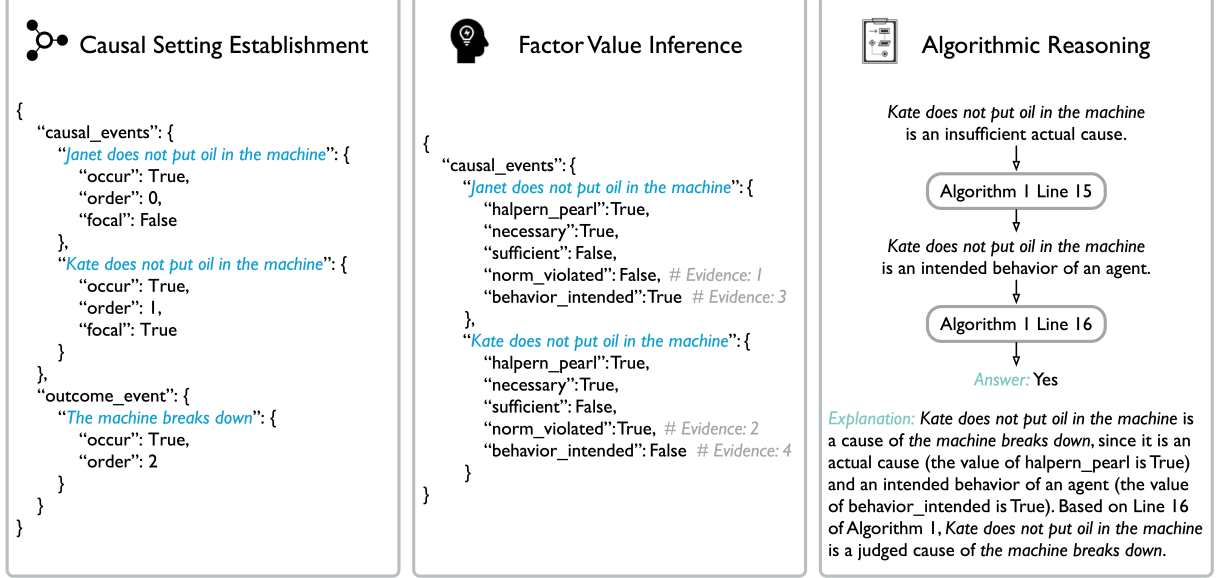 Causal Setting Establishment
{
“causal_events”: {
“Janet does not put oil in the machine”: {
“occur”: True,
“order”: 0,
“focal”: False
},
“Kate does not put oil in the machine”: {
“occur”: True,
“order”: 1,
“focal”: True
}
},
“outcome_event”: {
“The machine breaks down”: {
“occur”: True,
“order”: 2
}
}
}
Factor Value Inference
{
“causal_events”: {
“Janet does not put oil in the machine”: {
“halpern_pearl”: True,
“necessary”: True,
“sufficient”: False,
“norm_violated”: False, # Evidence: 1
“behavior_intended”: True # Evidence: 3
},
“Kate does not put oil in the machine”: {
“halpern_pearl”: True,
“necessary”: True,
“sufficient”: False,
“norm_violated”: True, # Evidence: 2
“behavior_intended”: False # Evidence: 4
}
}
Algorithmic Reasoning
Kate does not put oil in the machine
is an insufficient actual cause.
Algorithm 1 Line 15
Kate does not put oil in the machine
is an intended behavior of an agent.
Algorithm 1 Line 16
Answer: Yes
Explanation: Kate does not put oil in the machine is
a cause of the machine breaks down, since it is an
actual cause (the value of halpern_pearl is True)
and an intended behavior of an agent (the value
of behavior_intended is True). Based on Line 16
of Algorithm 1, Kate does not put oil in the machine
is a judged cause of the machine breaks down.